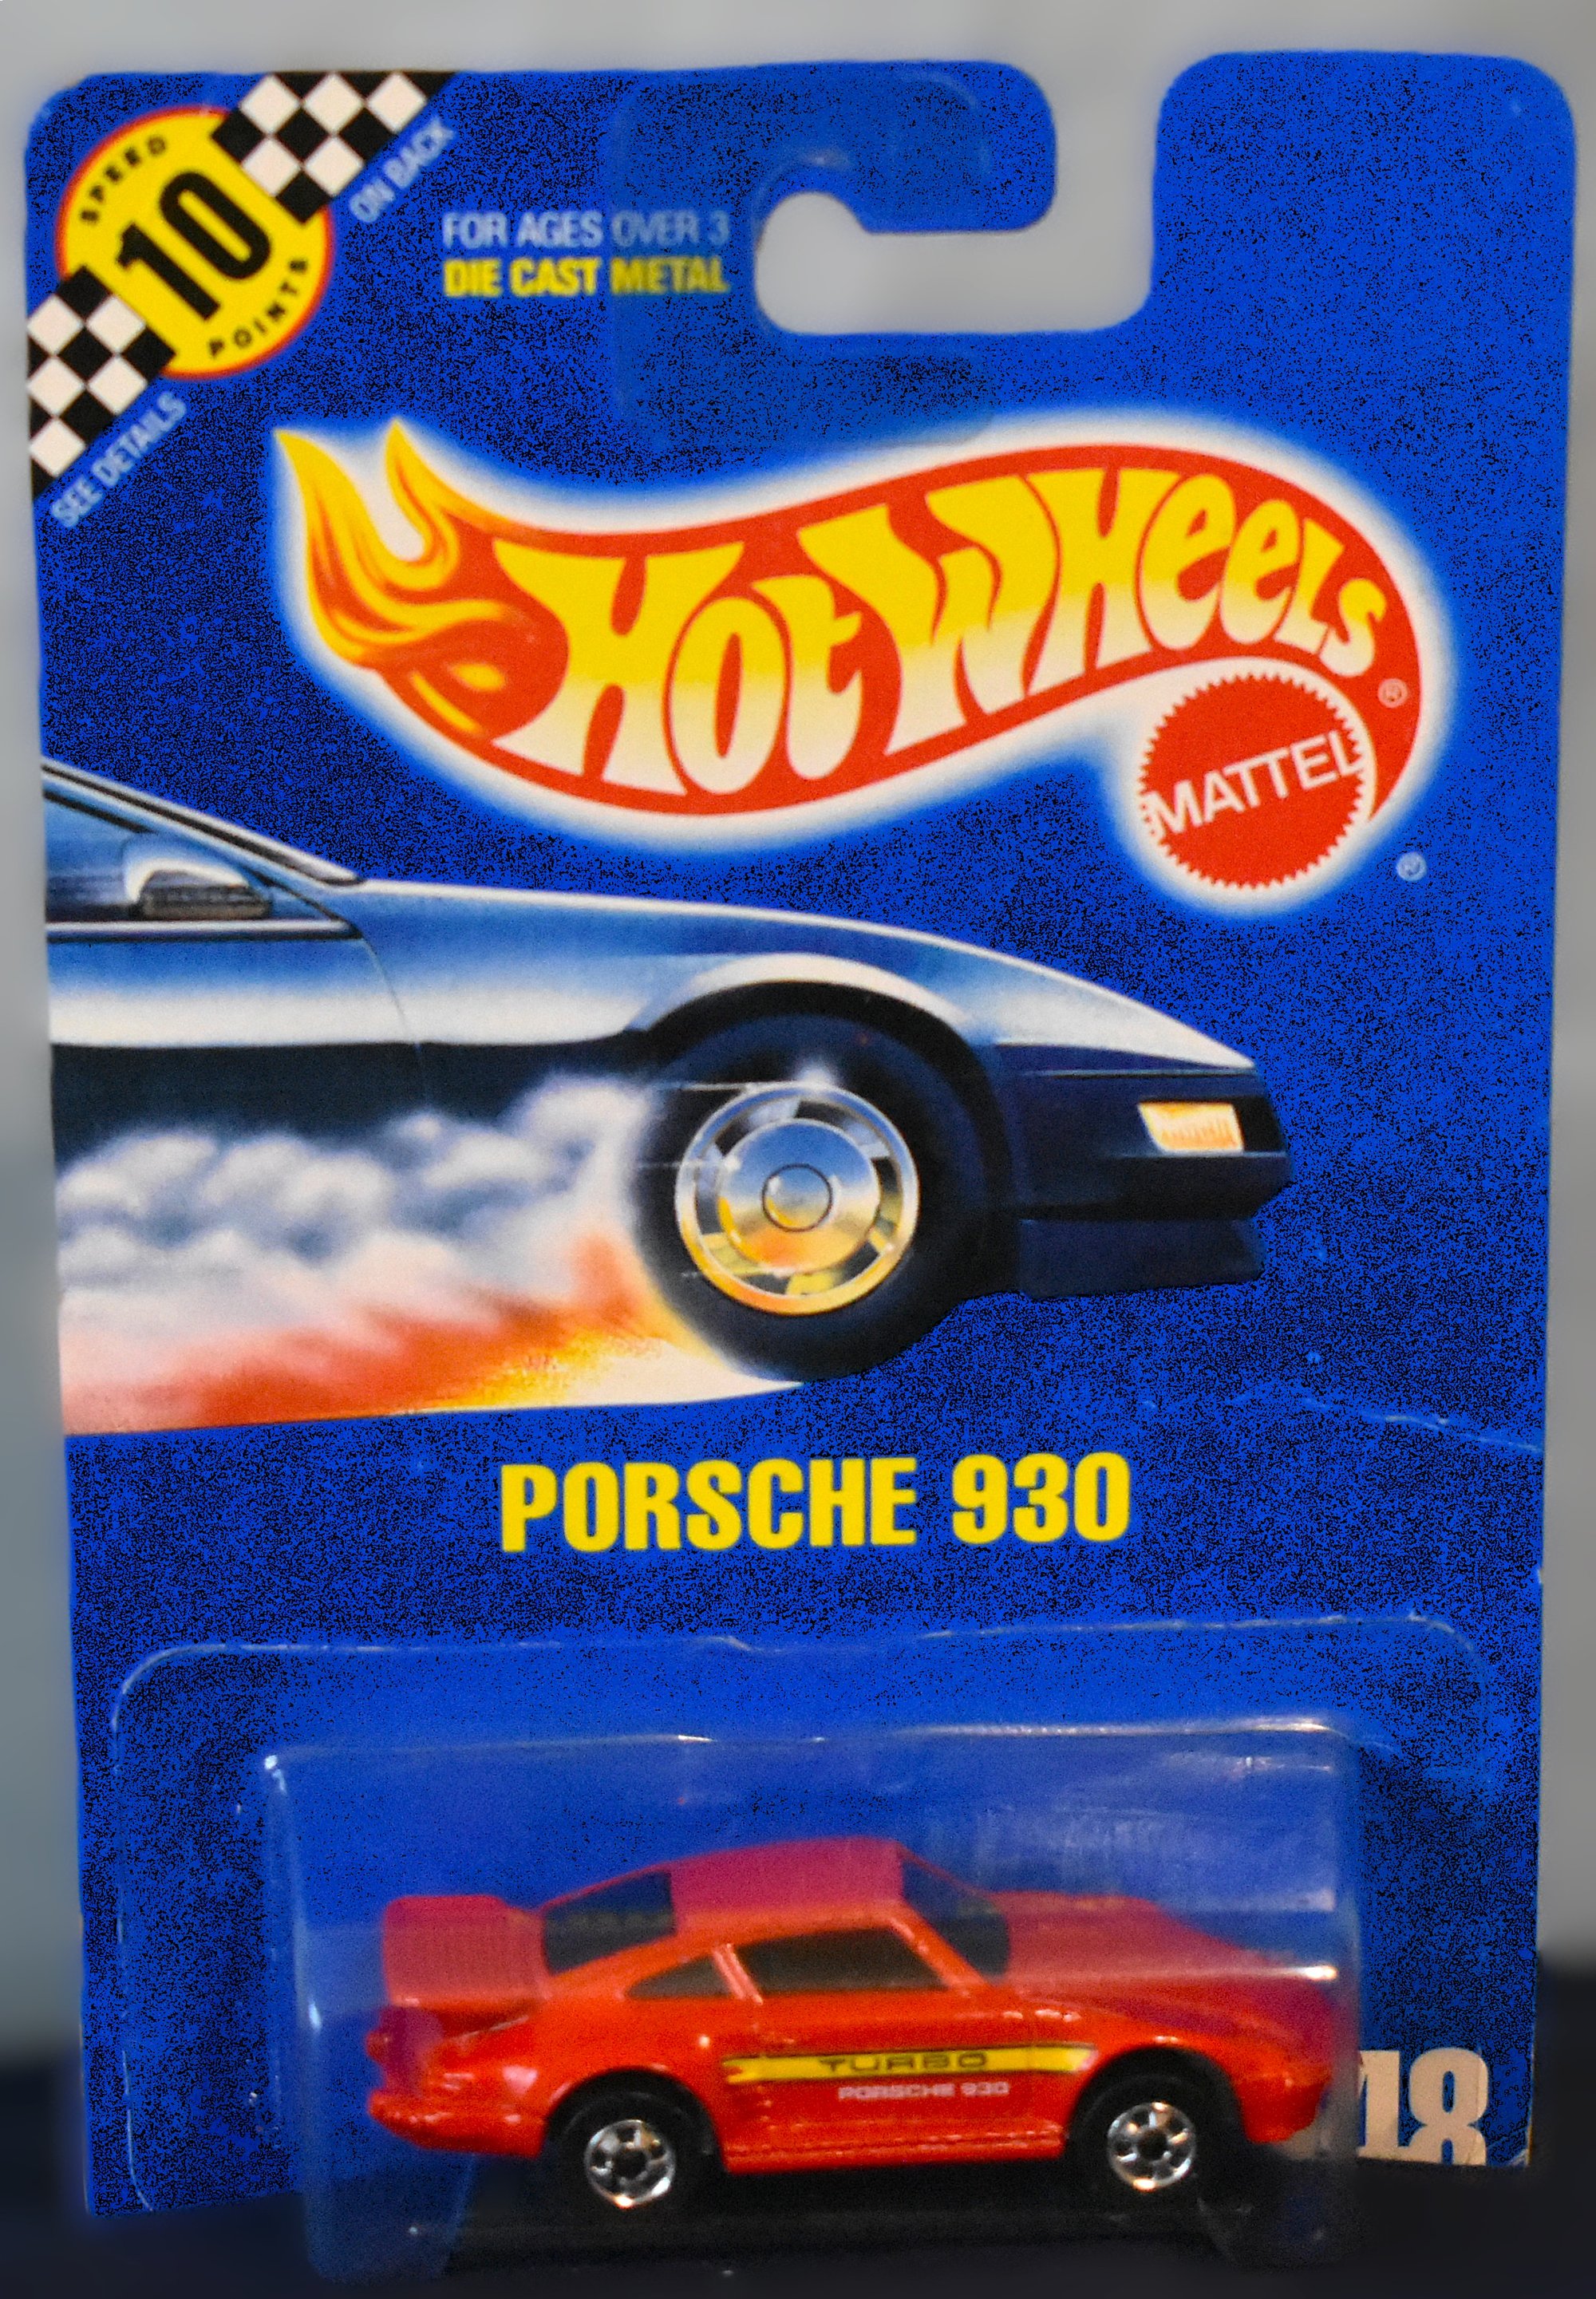 SPEED
10
POINTS
ON BACK
SEE DETAILS
FOR AGES OVER 3
DIE CAST METAL
Hot Wheels®
MATTEL
®
PORSCHE 930
TURBO
PORSCHE 930
148